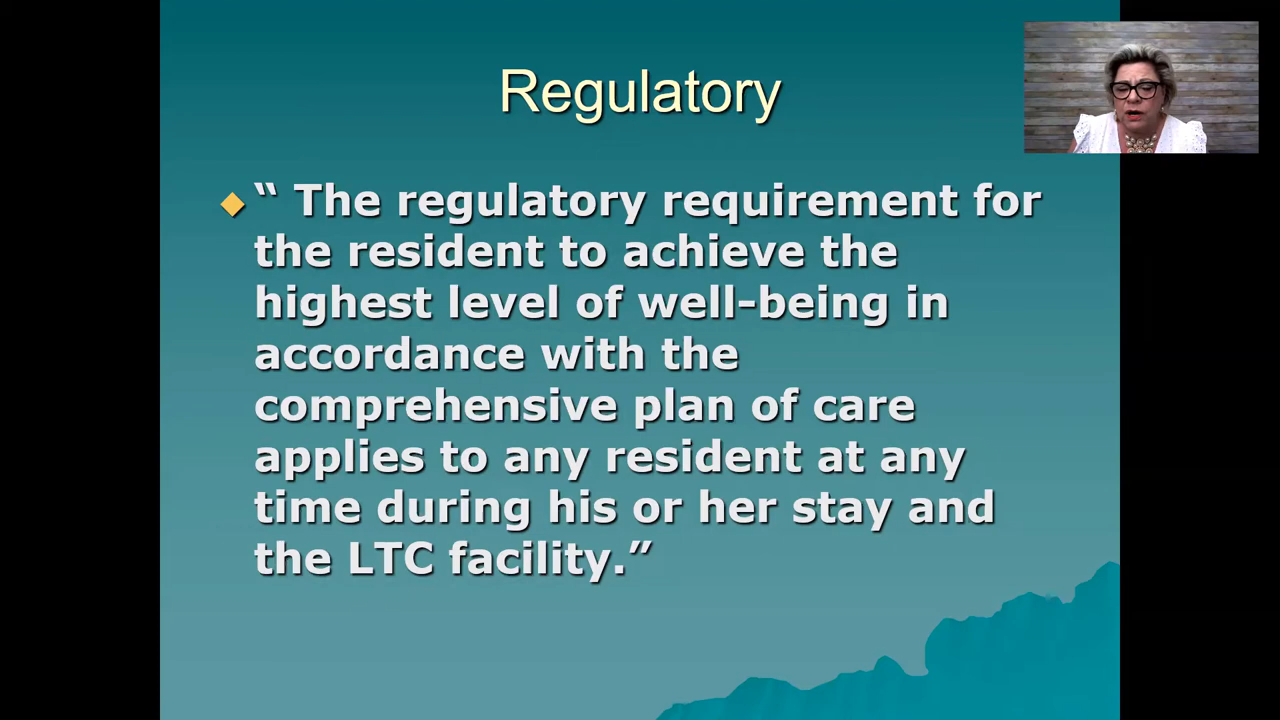 Regulatory
“ The regulatory requirement for
the resident to achieve the
highest level of well-being in
accordance with the
comprehensive plan of care
applies to any resident at any
time during his or her stay and
the LTC facility.”